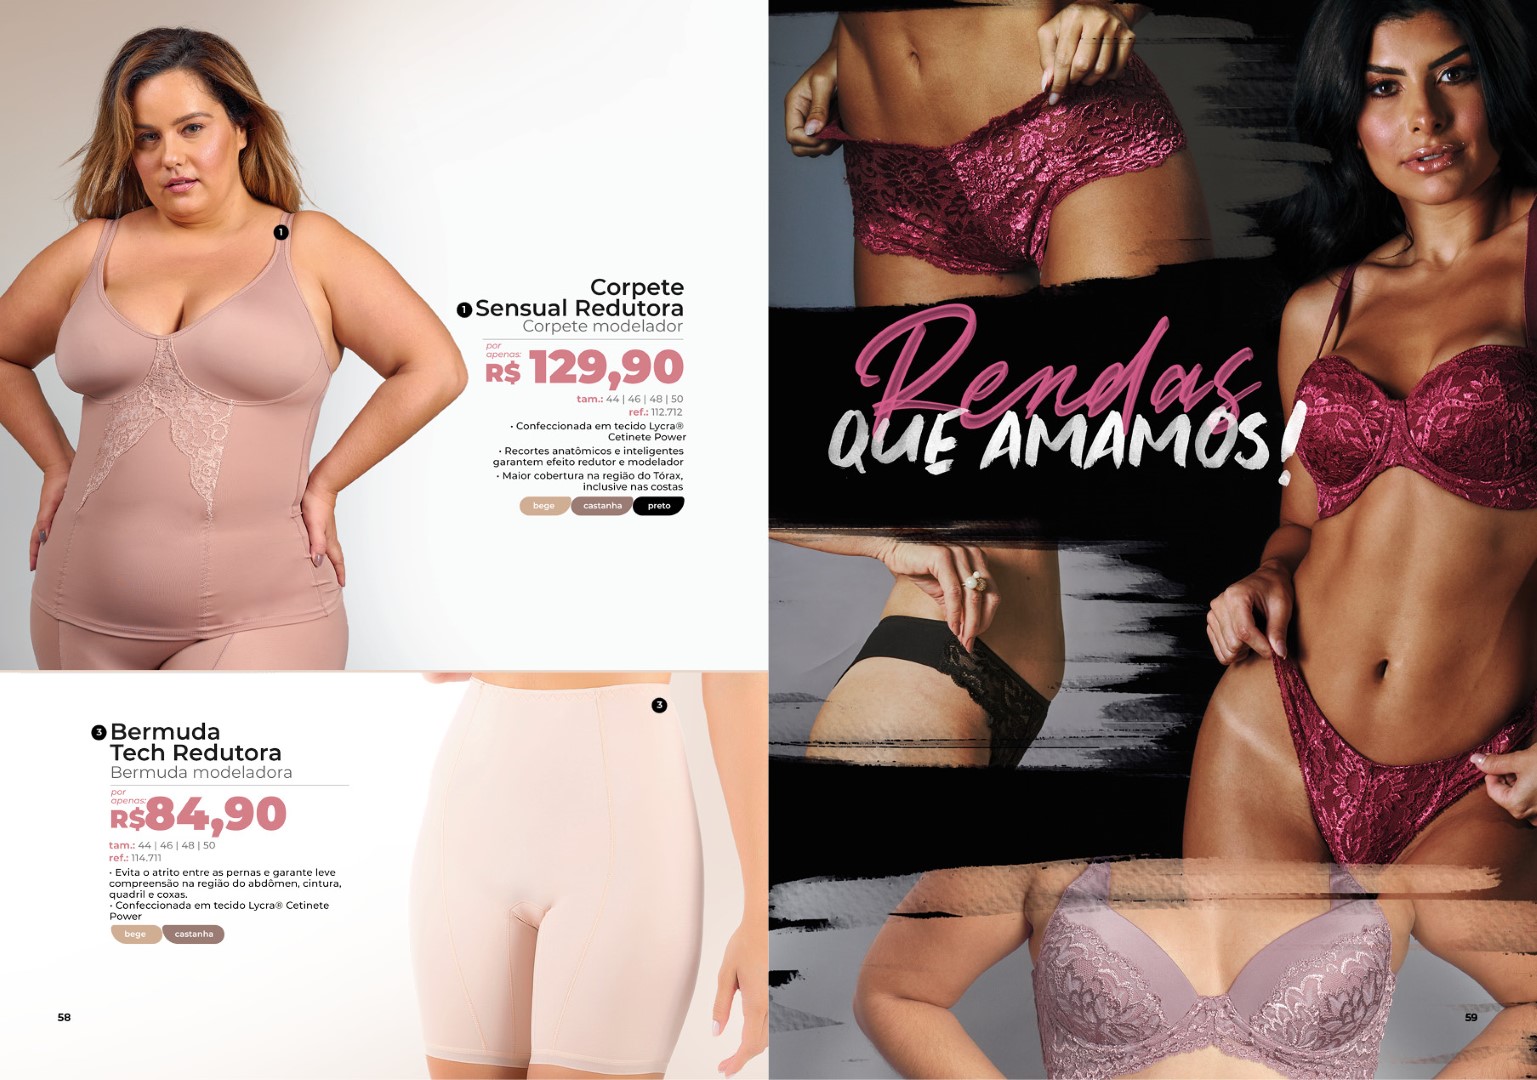 1
Corpete
1 Sensual Redutora
Corpete modelador
por
apenas:
R$ 129,90
tam.: 44 | 46 | 48 | 50
ref.: 112.712
• Confeccionada em tecido Lycra®
Cetinete Power
• Recortes anatômicos e inteligentes
garantem efeito redutor e modelador
• Maior cobertura na região do Tórax,
inclusive nas costas
bege castanha preto
3
3 Bermuda
Tech Redutora
Bermuda modeladora
por
apenas:
R$84,90
tam.: 44 | 46 | 48 | 50
ref.: 114.711
• Evita o atrito entre as pernas e garante leve
compreensão na região do abdômen, cintura,
quadril e coxas.
• Confeccionada em tecido Lycra® Cetinete
Power
bege castanha
58
Rendas
QUE AMAMOS!
59